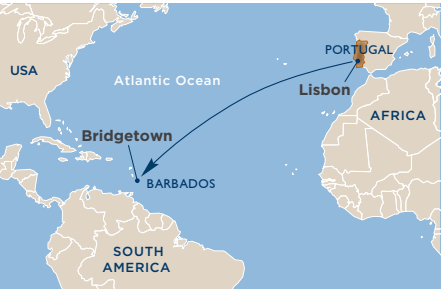 PORTUGAL
USA
Atlantic Ocean
Lisbon
AFRICA
Bridgetown
BARBADOS
SOUTH
AMERICA